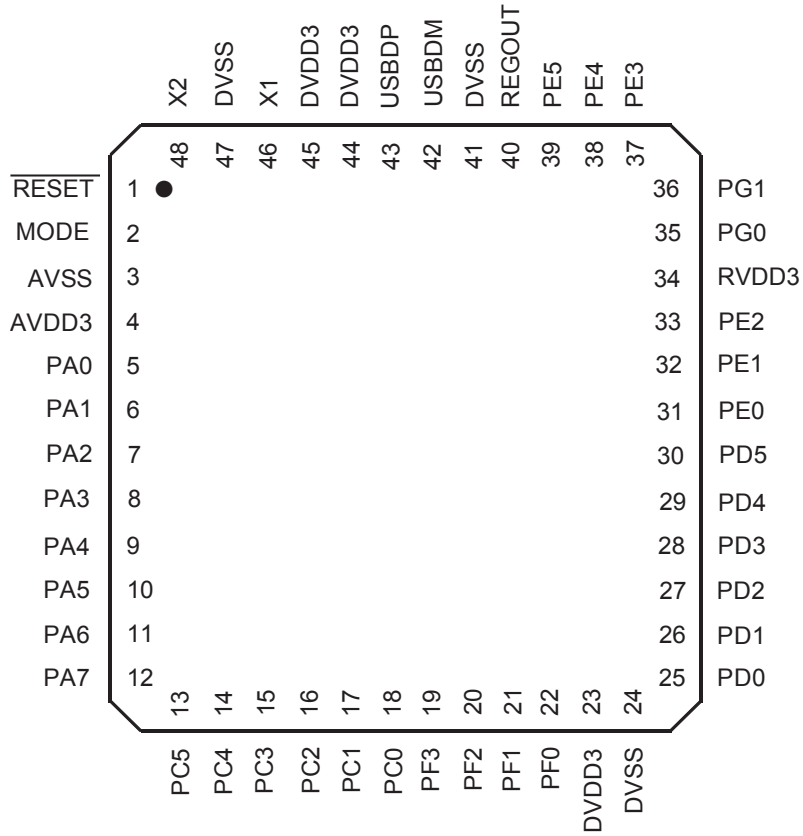 X2 DVSS X1 DVDD3 DVDD3 USBDP USBDM DVSS REGOUT PE5 PE4 PE3
48 47 46 45 44 43 42 41 40 39 38 37
RESET 1 36 PG1
MODE 2 35 PG0
AVSS 3 34 RVDD3
AVDD3 4 33 PE2
PA0 5 32 PE1
PA1 6 31 PE0
PA2 7 30 PD5
PA3 8 29 PD4
PA4 9 28 PD3
PA5 10 27 PD2
PA6 11 26 PD1
PA7 12 25 PD0
13 14 15 16 17 18 19 20 21 22 23 24
PC5 PC4 PC3 PC2 PC1 PC0 PF3 PF2 PF1 PF0 DVDD3 DVSS